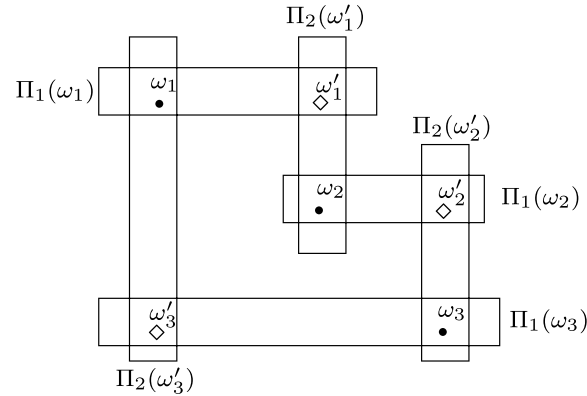 Π₂(ω′₁)
Π₁(ω₁)
ω₁
ω′₁
Π₂(ω′₂)
ω₂
ω′₂
Π₁(ω₂)
ω′₃
ω₃
Π₁(ω₃)
Π₂(ω′₃)